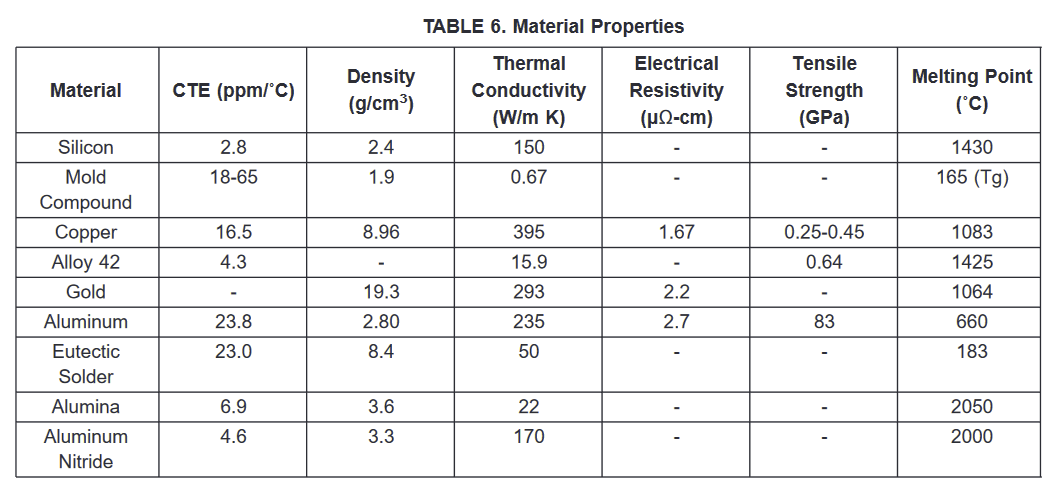 TABLE 6. Material Properties
Material CTE (ppm/˚C) Density (g/cm³) Thermal Conductivity (W/m K) Electrical Resistivity (µΩ-cm) Tensile Strength (GPa) Melting Point (˚C)
Silicon 2.8 2.4 150 - - 1430
Mold Compound 18-65 1.9 0.67 - - 165 (Tg)
Copper 16.5 8.96 395 1.67 0.25-0.45 1083
Alloy 42 4.3 - 15.9 - 0.64 1425
Gold - 19.3 293 2.2 - 1064
Aluminum 23.8 2.80 235 2.7 83 660
Eutectic Solder 23.0 8.4 50 - - 183
Alumina 6.9 3.6 22 - - 2050
Aluminum Nitride 4.6 3.3 170 - - 2000